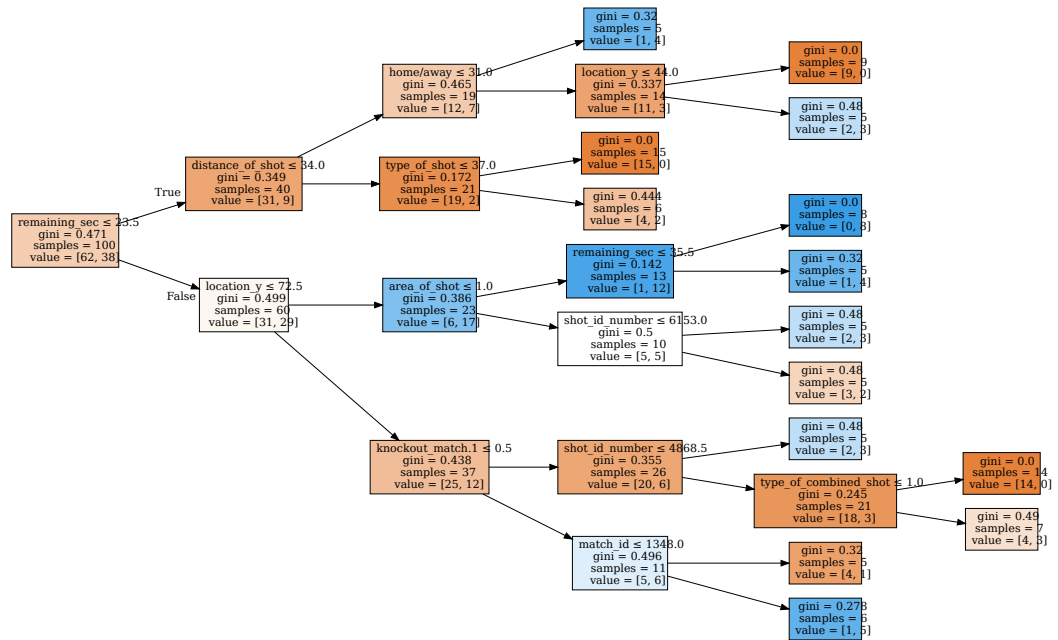 gini = 0.32
samples = 5
value = [1, 4]
home/away ≤ 31.0
gini = 0.465
samples = 19
value = [12, 7]
location_y ≤ 44.0
gini = 0.337
samples = 14
value = [11, 3]
gini = 0.0
samples = 9
value = [9, 0]
gini = 0.48
samples = 5
value = [2, 3]
distance_of_shot ≤ 34.0
gini = 0.349
samples = 40
value = [31, 9]
type_of_shot ≤ 37.0
gini = 0.172
samples = 21
value = [19, 2]
gini = 0.0
samples = 15
value = [15, 0]
gini = 0.444
samples = 6
value = [4, 2]
True
remaining_sec ≤ 23.5
gini = 0.471
samples = 100
value = [62, 38]
False
location_y ≤ 72.5
gini = 0.499
samples = 60
value = [31, 29]
area_of_shot ≤ 1.0
gini = 0.386
samples = 23
value = [6, 17]
remaining_sec ≤ 35.5
gini = 0.142
samples = 13
value = [1, 12]
gini = 0.0
samples = 8
value = [0, 8]
gini = 0.32
samples = 5
value = [1, 4]
shot_id_number ≤ 6153.0
gini = 0.5
samples = 10
value = [5, 5]
gini = 0.48
samples = 5
value = [2, 3]
gini = 0.48
samples = 5
value = [3, 2]
knockout_match.1 ≤ 0.5
gini = 0.438
samples = 37
value = [25, 12]
shot_id_number ≤ 4868.5
gini = 0.355
samples = 26
value = [20, 6]
gini = 0.48
samples = 5
value = [2, 3]
type_of_combined_shot ≤ 1.0
gini = 0.245
samples = 21
value = [18, 3]
gini = 0.0
samples = 14
value = [14, 0]
gini = 0.49
samples = 7
value = [4, 3]
match_id ≤ 1348.0
gini = 0.496
samples = 11
value = [5, 6]
gini = 0.32
samples = 5
value = [4, 1]
gini = 0.278
samples = 6
value = [1, 5]